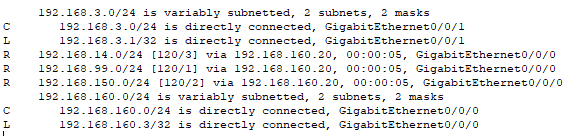 192.168.3.0/24 is variably subnetted, 2 subnets, 2 masks
C 192.168.3.0/24 is directly connected, GigabitEthernet0/0/1
L 192.168.3.1/32 is directly connected, GigabitEthernet0/0/1
R 192.168.14.0/24 [120/3] via 192.168.160.20, 00:00:05, GigabitEthernet0/0/0
R 192.168.99.0/24 [120/1] via 192.168.160.20, 00:00:05, GigabitEthernet0/0/0
R 192.168.150.0/24 [120/2] via 192.168.160.20, 00:00:05, GigabitEthernet0/0/0
192.168.160.0/24 is variably subnetted, 2 subnets, 2 masks
C 192.168.160.0/24 is directly connected, GigabitEthernet0/0/0
L 192.168.160.3/32 is directly connected, GigabitEthernet0/0/0